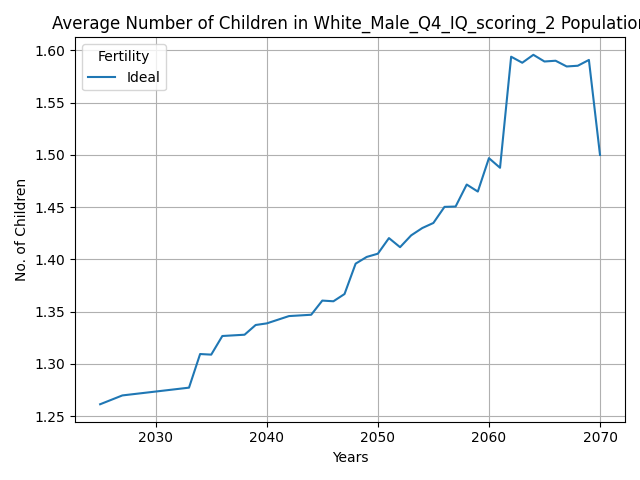 Average Number of Children in White_Male_Q4_IQ_scoring_2 Population
Fertility
Ideal
No. of Children
1.60
1.55
1.50
1.45
1.40
1.35
1.30
1.25
2030 2040 2050 2060 2070
Years